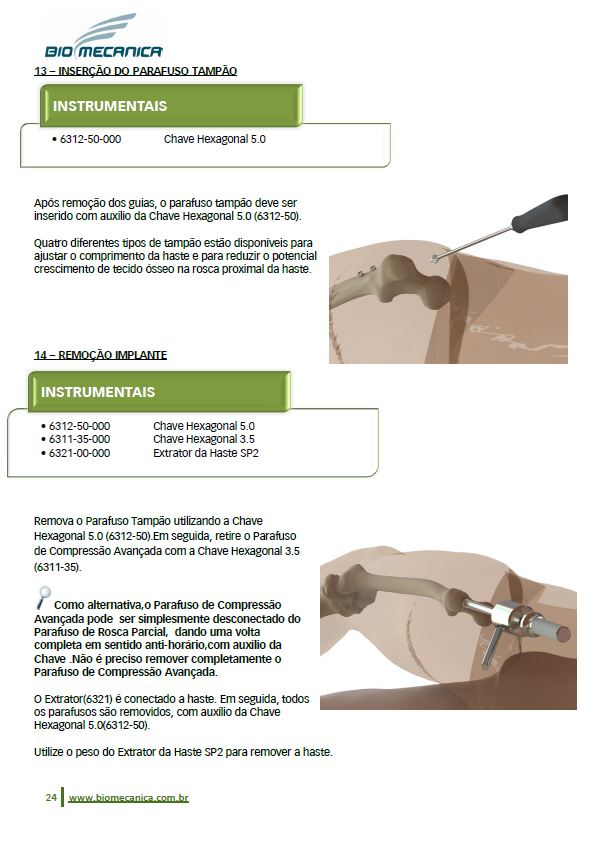 BIOMECANICA
13 – INSERÇÃO DO PARAFUSO TAMPÃO
INSTRUMENTAIS
• 6312-50-000 Chave Hexagonal 5.0
Após remoção dos guias, o parafuso tampão deve ser
inserido com auxílio da Chave Hexagonal 5.0 (6312-50).
Quatro diferentes tipos de tampão estão disponíveis para
ajustar o comprimento da haste e para reduzir o potencial
crescimento de tecido ósseo na rosca proximal da haste.
14 – REMOÇÃO IMPLANTE
INSTRUMENTAIS
• 6312-50-000 Chave Hexagonal 5.0
• 6311-35-000 Chave Hexagonal 3.5
• 6321-00-000 Extrator da Haste SP2
Remova o Parafuso Tampão utilizando a Chave
Hexagonal 5.0 (6312-50).Em seguida, retire o Parafuso
de Compressão Avançada com a Chave Hexagonal 3.5
(6311-35).
Como alternativa,o Parafuso de Compressão
Avançada pode ser simplesmente desconectado do
Parafuso de Rosca Parcial, dando uma volta
completa em sentido anti-horário,com auxílio da
Chave .Não é preciso remover completamente o
Parafuso de Compressão Avançada.
O Extrator(6321) é conectado a haste. Em seguida, todos
os parafusos são removidos, com auxílio da Chave
Hexagonal 5.0(6312-50).
Utilize o peso do Extrator da Haste SP2 para remover a haste.
24 www.biomecanica.com.br